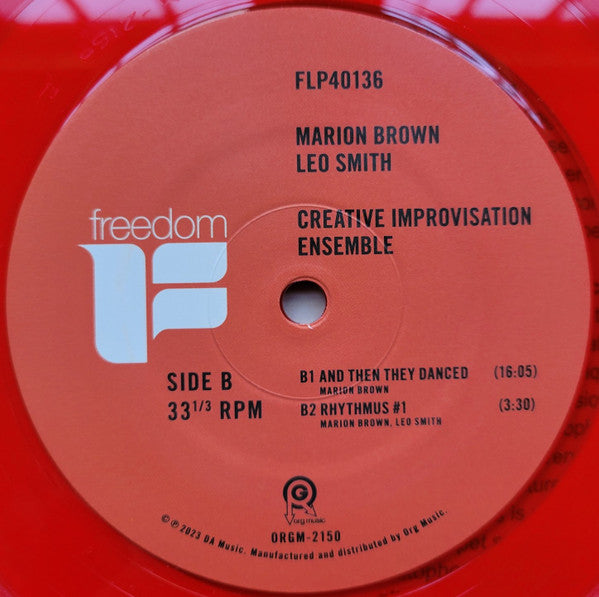 FLP40136
MARION BROWN
LEO SMITH
CREATIVE IMPROVISATION
ENSEMBLE
freedom
SIDE B
33 1/3 RPM
B1 AND THEN THEY DANCED (16:05)
MARION BROWN
B2 RHYTHMUS #1 (3:30)
MARION BROWN, LEO SMITH
G
org music
ORGM-2150
© ℗ 2023 DA Music. Manufactured and distributed by Org Music.